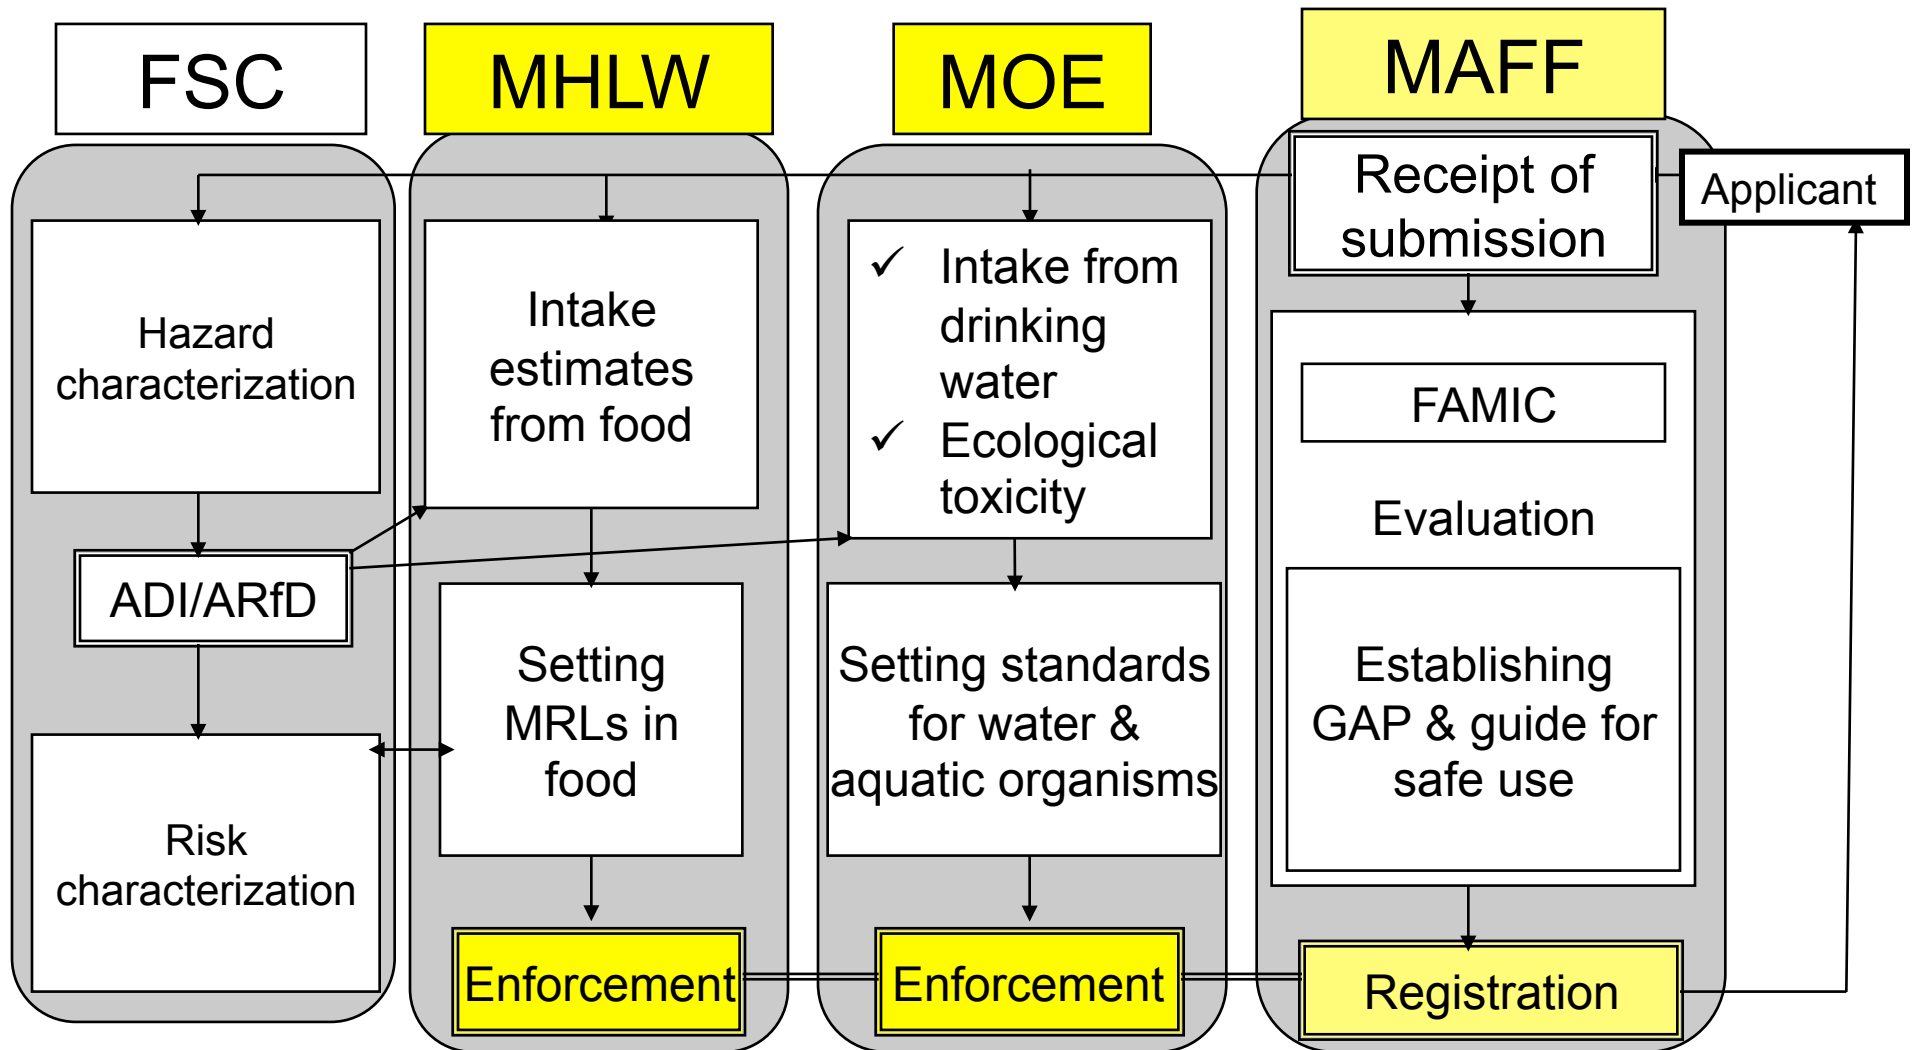 FSC
MHLW
MOE
MAFF
Receipt of
submission
Applicant
Hazard
characterization
Intake
estimates
from food
✓ Intake from
drinking
water
✓ Ecological
toxicity
FAMIC
Evaluation
ADI/ARfD
Setting
MRLs in
food
Setting standards
for water &
aquatic organisms
Establishing
GAP & guide for
safe use
Risk
characterization
Enforcement
Enforcement
Registration